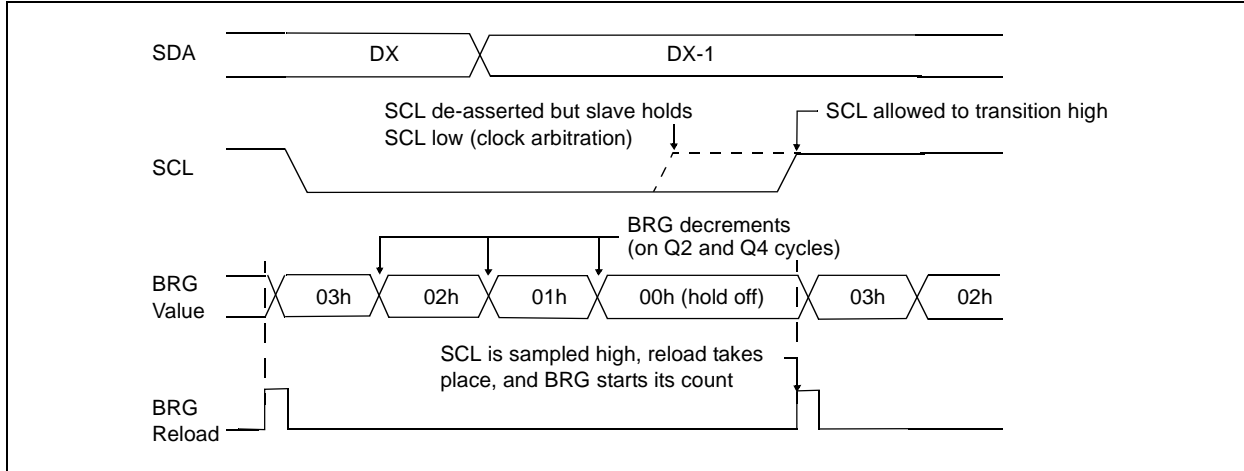 SDA
DX
DX-1
SCL de-asserted but slave holds
SCL low (clock arbitration)
SCL allowed to transition high
SCL
BRG decrements
(on Q2 and Q4 cycles)
BRG
Value
03h
02h
01h
00h (hold off)
03h
02h
SCL is sampled high, reload takes
place, and BRG starts its count
BRG
Reload